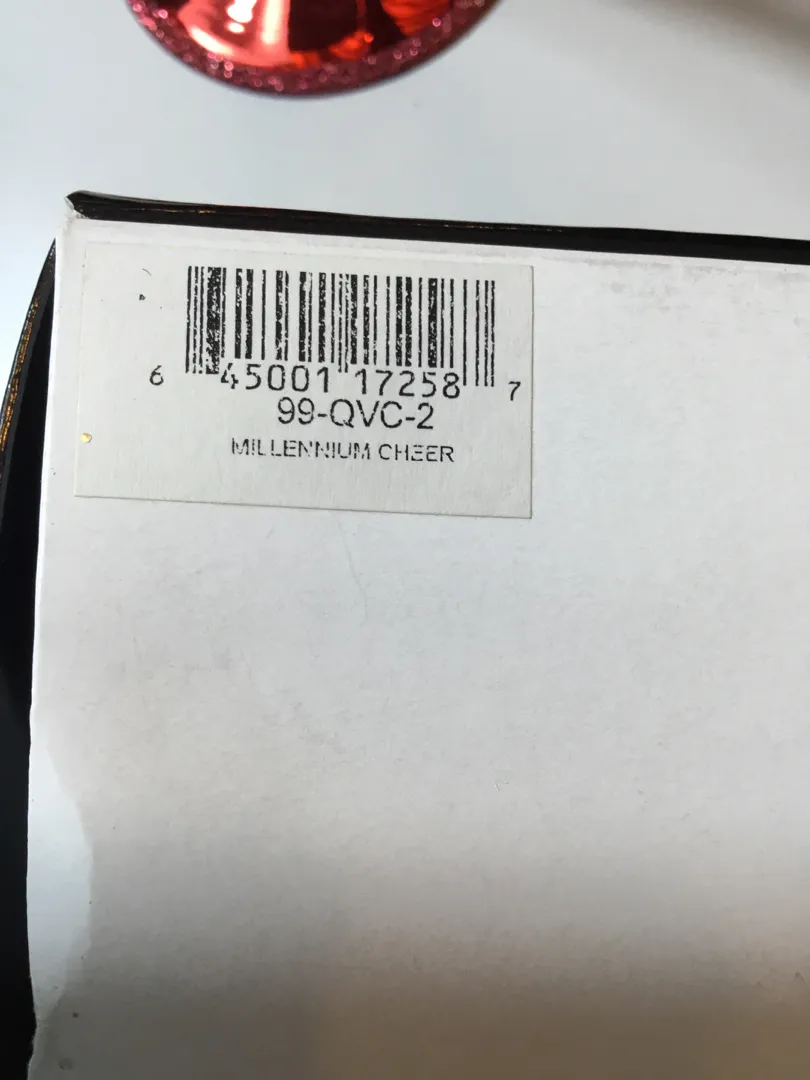 6 45001 17258 7
99-QVC-2
MILLENNIUM CHEER